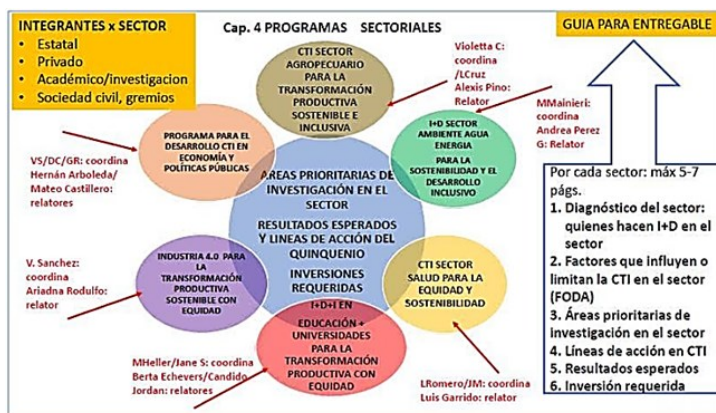 INTEGRANTES x SECTOR
• Estatal
• Privado
• Académico/investigacion
• Sociedad civil, gremios
Cap. 4 PROGRAMAS SECTORIALES
GUIA PARA ENTREGABLE
CTI SECTOR
AGROPECUARIO
PARA LA
TRANSFORMACIÓN
PRODUCTIVA
SOSTENIBLE E
INCLUSIVA
Violetta C:
coordina
/LCruz
Alexis Pino:
Relator
PROGRAMA PARA EL
DESARROLLO CTI EN
ECONOMÍA Y
POLÍTICAS PÚBLICAS
VS/DC/GR: coordina
Hernán Arboleda/
Mateo Castillero:
relatores
I+D SECTOR
AMBIENTE AGUA
ENERGIA
PARA LA
SOSTENIBILIDAD Y EL
DESARROLLO
INCLUSIVO
MMainieri:
coordina
Andrea Perez
G: Relator
ÁREAS PRIORITARIAS DE
INVESTIGACIÓN EN EL
SECTOR
RESULTADOS ESPERADOS
Y LINEAS DE ACCIÓN DEL
QUINQUENIO
INVERSIONES
REQUERIDAS
INDUSTRIA 4.0 PARA
LA
TRANSFORMACIÓN
PRODUCTIVA
SOSTENIBLE CON
EQUIDAD
V. Sanchez:
coordina
Ariadna Rodulfo:
relator
CTI SECTOR
SALUD PARA LA
EQUIDAD Y
SOSTENIBILIDAD
LRomero/JM: coordina
Luis Garrido: relator
I+D+I EN
EDUCACIÓN +
UNIVERSIDADES
PARA LA
TRANSFORMACIÓN
PRODUCTIVA CON
EQUIDAD
MHeller/Jane S: coordina
Berta Echevers/Candido
Jordan: relatores
Por cada sector: máx 5-7
págs.
1. Diagnóstico del sector:
quienes hacen I+D en el
sector
2. Factores que influyen o
limitan la CTI en el sector
(FODA)
3. Áreas prioritarias de
investigación en el sector
4. Líneas de acción en CTI
5. Resultados esperados
6. Inversión requerida